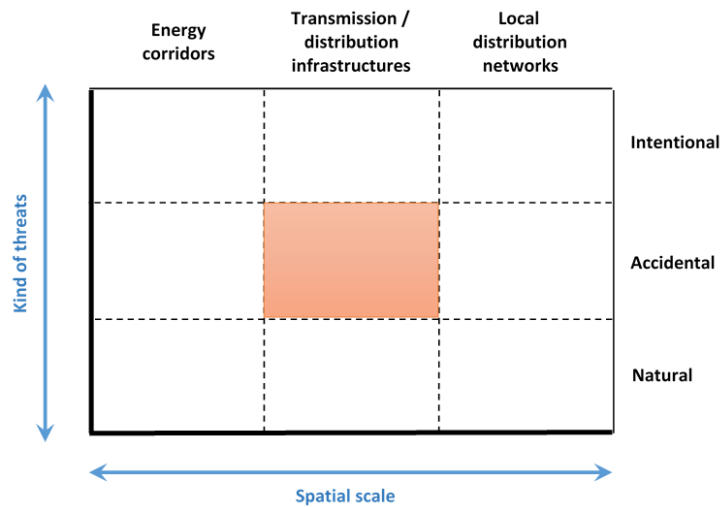 Energy
corridors
Transmission /
distribution
infrastructures
Local
distribution
networks
Intentional
Accidental
Natural
Kind of threats
Spatial scale